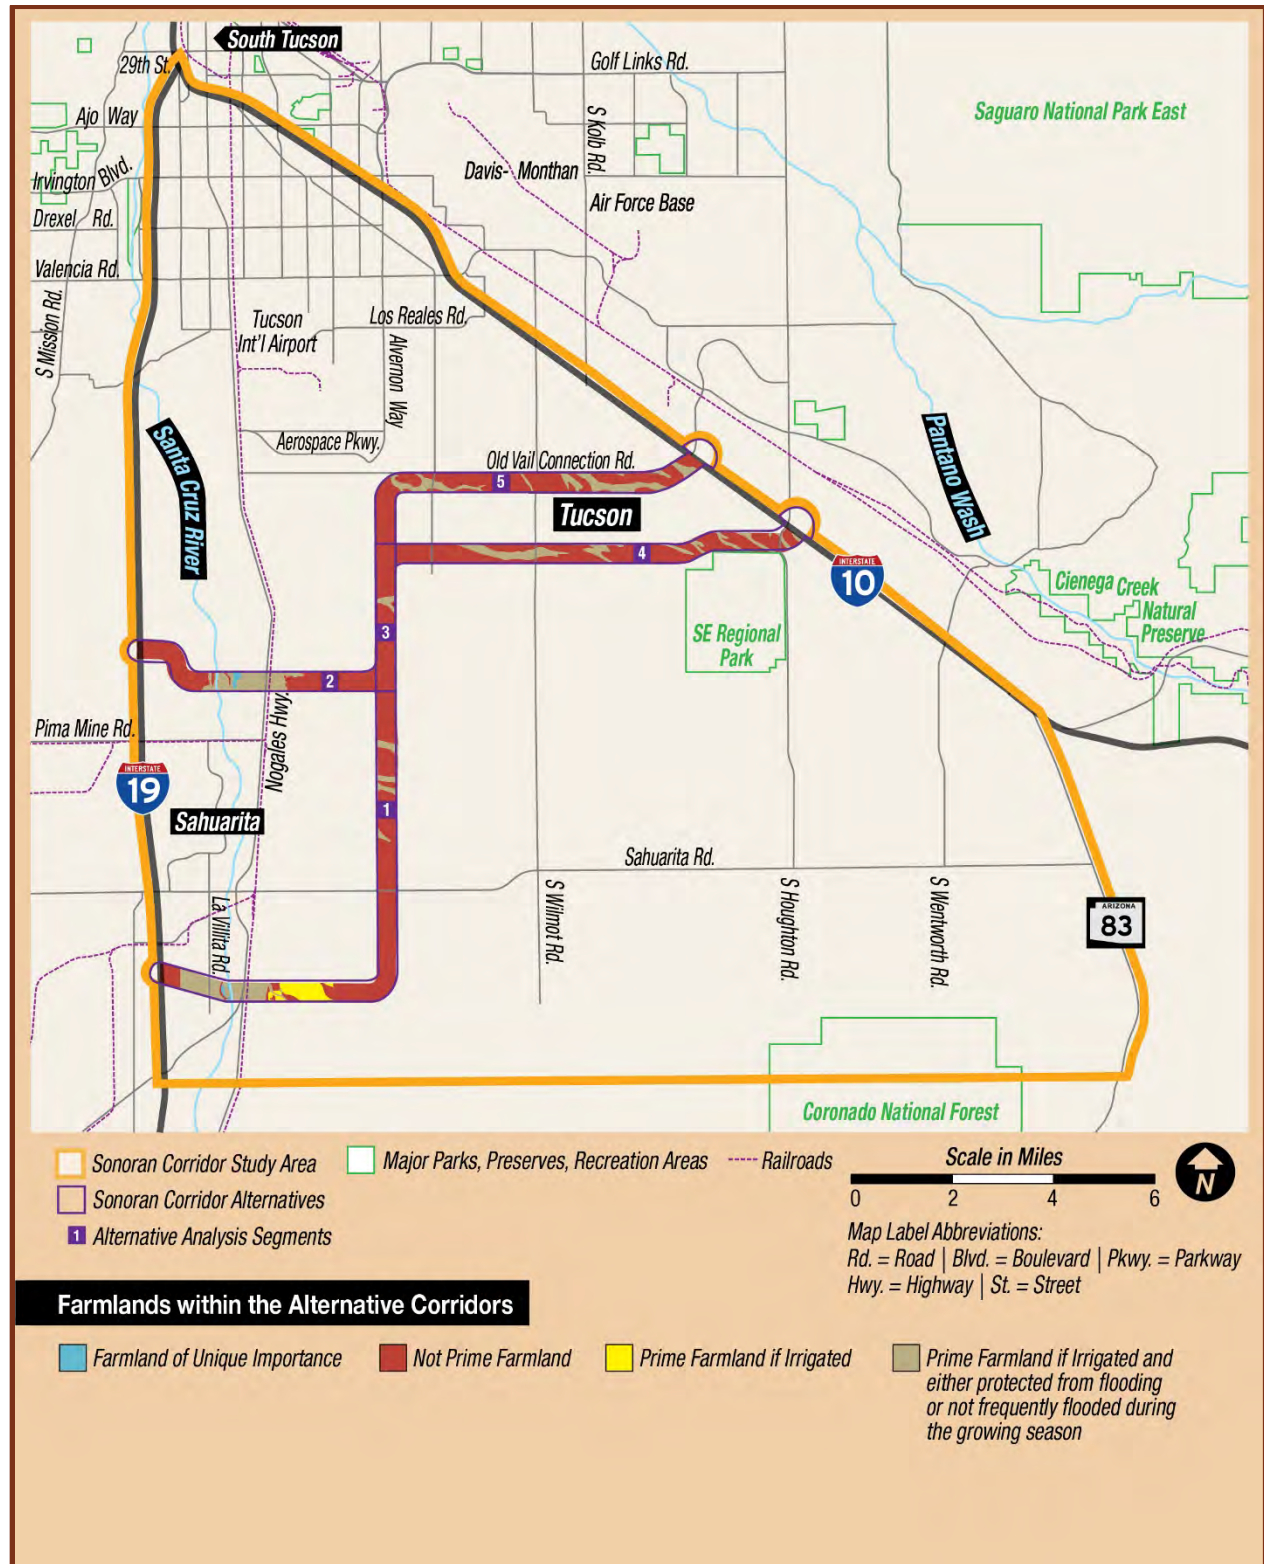 South Tucson
29th St.
Golf Links Rd.
Ajo Way
S Kolb Rd.
Saguaro National Park East
Irvington Blvd.
Davis- Monthan
Air Force Base
Drexel Rd.
Valencia Rd.
S Mission Rd.
Tucson
Int'l Airport
Los Reales Rd.
Alvernon Way
Santa Cruz River
Aerospace Pkwy.
Old Vail Connection Rd.
Pantano Wash
5
Tucson
4
INTERSTATE
10
Cienega Creek
Natural
Preserve
3
SE Regional
Park
2
Nogales Hwy.
Pima Mine Rd.
INTERSTATE
19
1
Sahuarita
Sahuarita Rd.
La Villita Rd.
S Wilmot Rd.
S Houghton Rd.
S Wentworth Rd.
ARIZONA
83
Coronado National Forest
Sonoran Corridor Study Area
Major Parks, Preserves, Recreation Areas
Railroads
Sonoran Corridor Alternatives
1 Alternative Analysis Segments
Scale in Miles
0 2 4 6
N
Map Label Abbreviations:
Rd. = Road | Blvd. = Boulevard | Pkwy. = Parkway
Hwy. = Highway | St. = Street
Farmlands within the Alternative Corridors
Farmland of Unique Importance
Not Prime Farmland
Prime Farmland if Irrigated
Prime Farmland if Irrigated and
either protected from flooding
or not frequently flooded during
the growing season